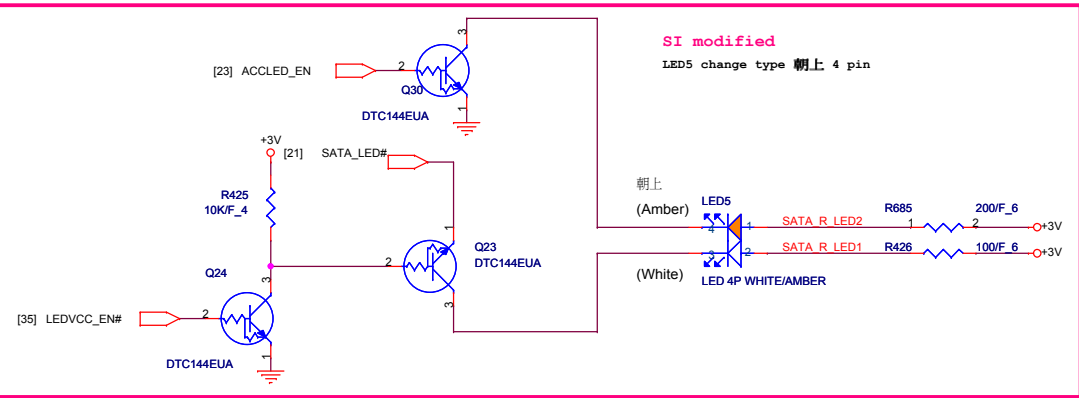 SI modified
LED5 change type 朝上 4 pin
3
[23] ACCLED_EN
2
Q30
1
DTC144EUA
+3V
[21]
SATA_LED#
R425
10K/F_4
朝上
(Amber)
LED5
4
1
SATA_R_LED2
R685
1
2
200/F_6
+3V
1
Q23
DTC144EUA
2
3
3
2
SATA_R_LED1
R426
100/F_6
+3V
(White)
LED 4P WHITE/AMBER
Q24
3
[35] LEDVCC_EN#
2
1
DTC144EUA